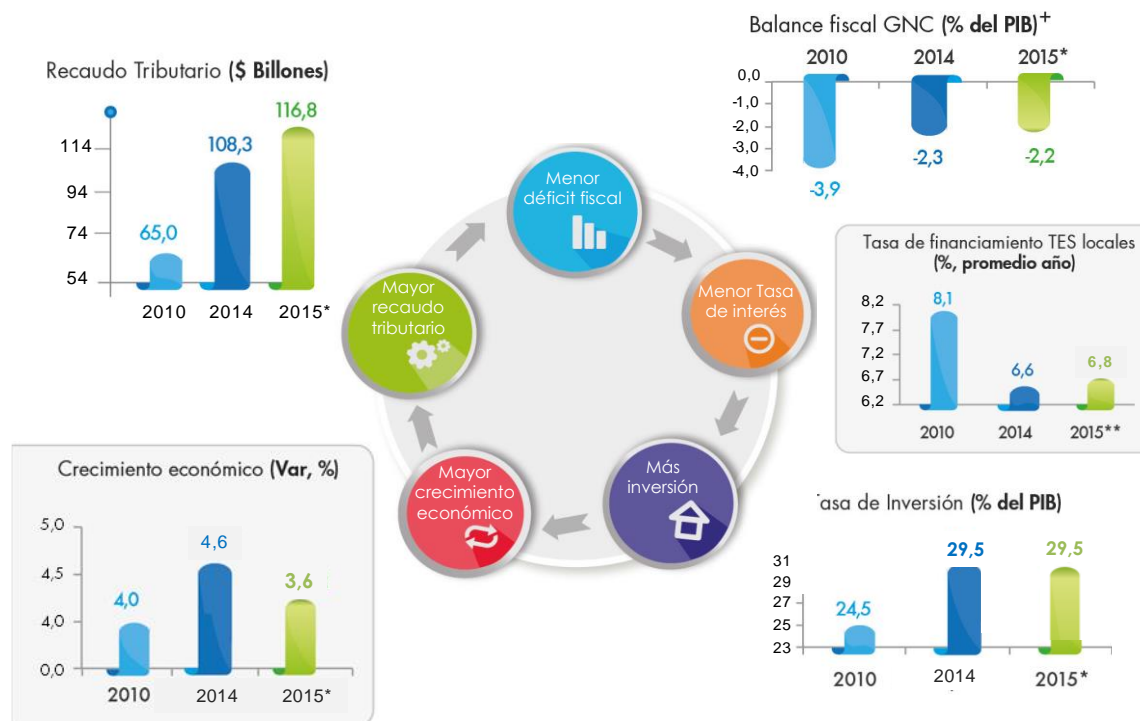 Recaudo Tributario ($ Billones)
116,8
108,3
65,0
114
94
74
54
2010
2014
2015*
Balance fiscal GNC (% del PIB)+
2010
2014
2015*
0,0
-1,0
-2,0
-3,0
-4,0
-3,9
-2,3
-2,2
Menor
déficit fiscal
Menor Tasa
de interés
Más
inversión
Mayor
crecimiento
económico
Mayor
recaudo
tributario
Tasa de financiamiento TES locales
(%, promedio año)
8,2
7,7
7,2
6,7
6,2
8,1
6,6
6,8
2010
2014
2015**
Crecimiento económico (Var, %)
5,0
4,5
4,0
0,0
4,0
4,6
3,6
2010
2014
2015*
asa de Inversión (% del PIB)
31
29
27
25
23
24,5
29,5
29,5
2010
2014
2015*